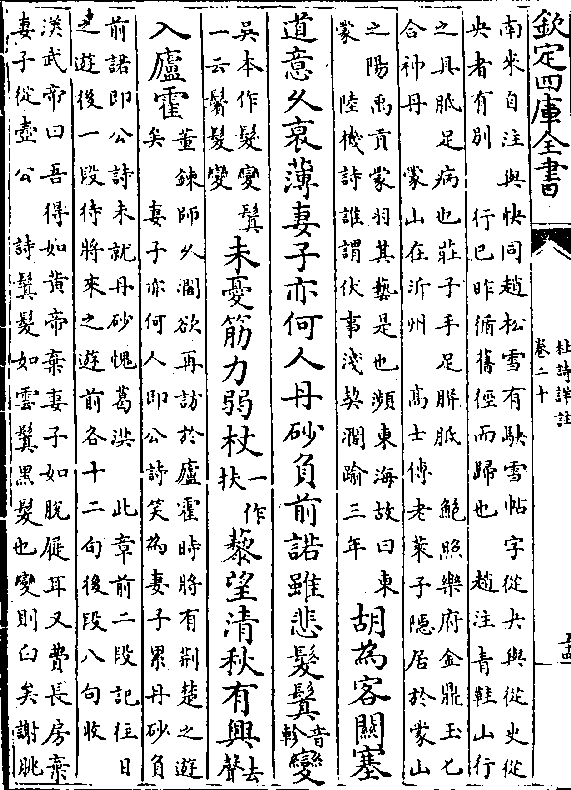 欽定四庫全書
杜詩詳註
卷二十
南来自注與快同趙松雪有駃雪帖字從夬與從史從
央者有别 行已昨循舊徑而歸也 趙注青鞋山行
之具胝足病也莊子手足胼胝 鮑照樂府金鼎玉匕
合神丹 蒙山在沂州 高士傳老萊子隱居於蒙山
之陽禹貢蒙羽其藝是也瀕東海故曰東
蒙 陸機詩誰謂伏事淺契濶踰三年
胡為客關塞
道意久衰薄妻子亦何人丹砂負前諾雖悲髮鬒音軫變
吳本作髮變鬒
一云鬢髮變
未憂筋力弱杖一作扶藜望清秋有興去聲
入廬霍
董鍊師久濶欲再訪於廬霍時將有荆楚之遊
矣 妻子亦何人即公詩笑為妻子累丹砂負
前諾即公詩未就丹砂愧葛洪 此章前二段記徃日
之遊後一段待將來之遊前各十二句後段八句收
漢武帝曰吾得如黄帝棄妻子如脱屣耳又費長房棄
妻子從壺公 詩鬒髮如雲鬒黑髮也變則白矣謝朓